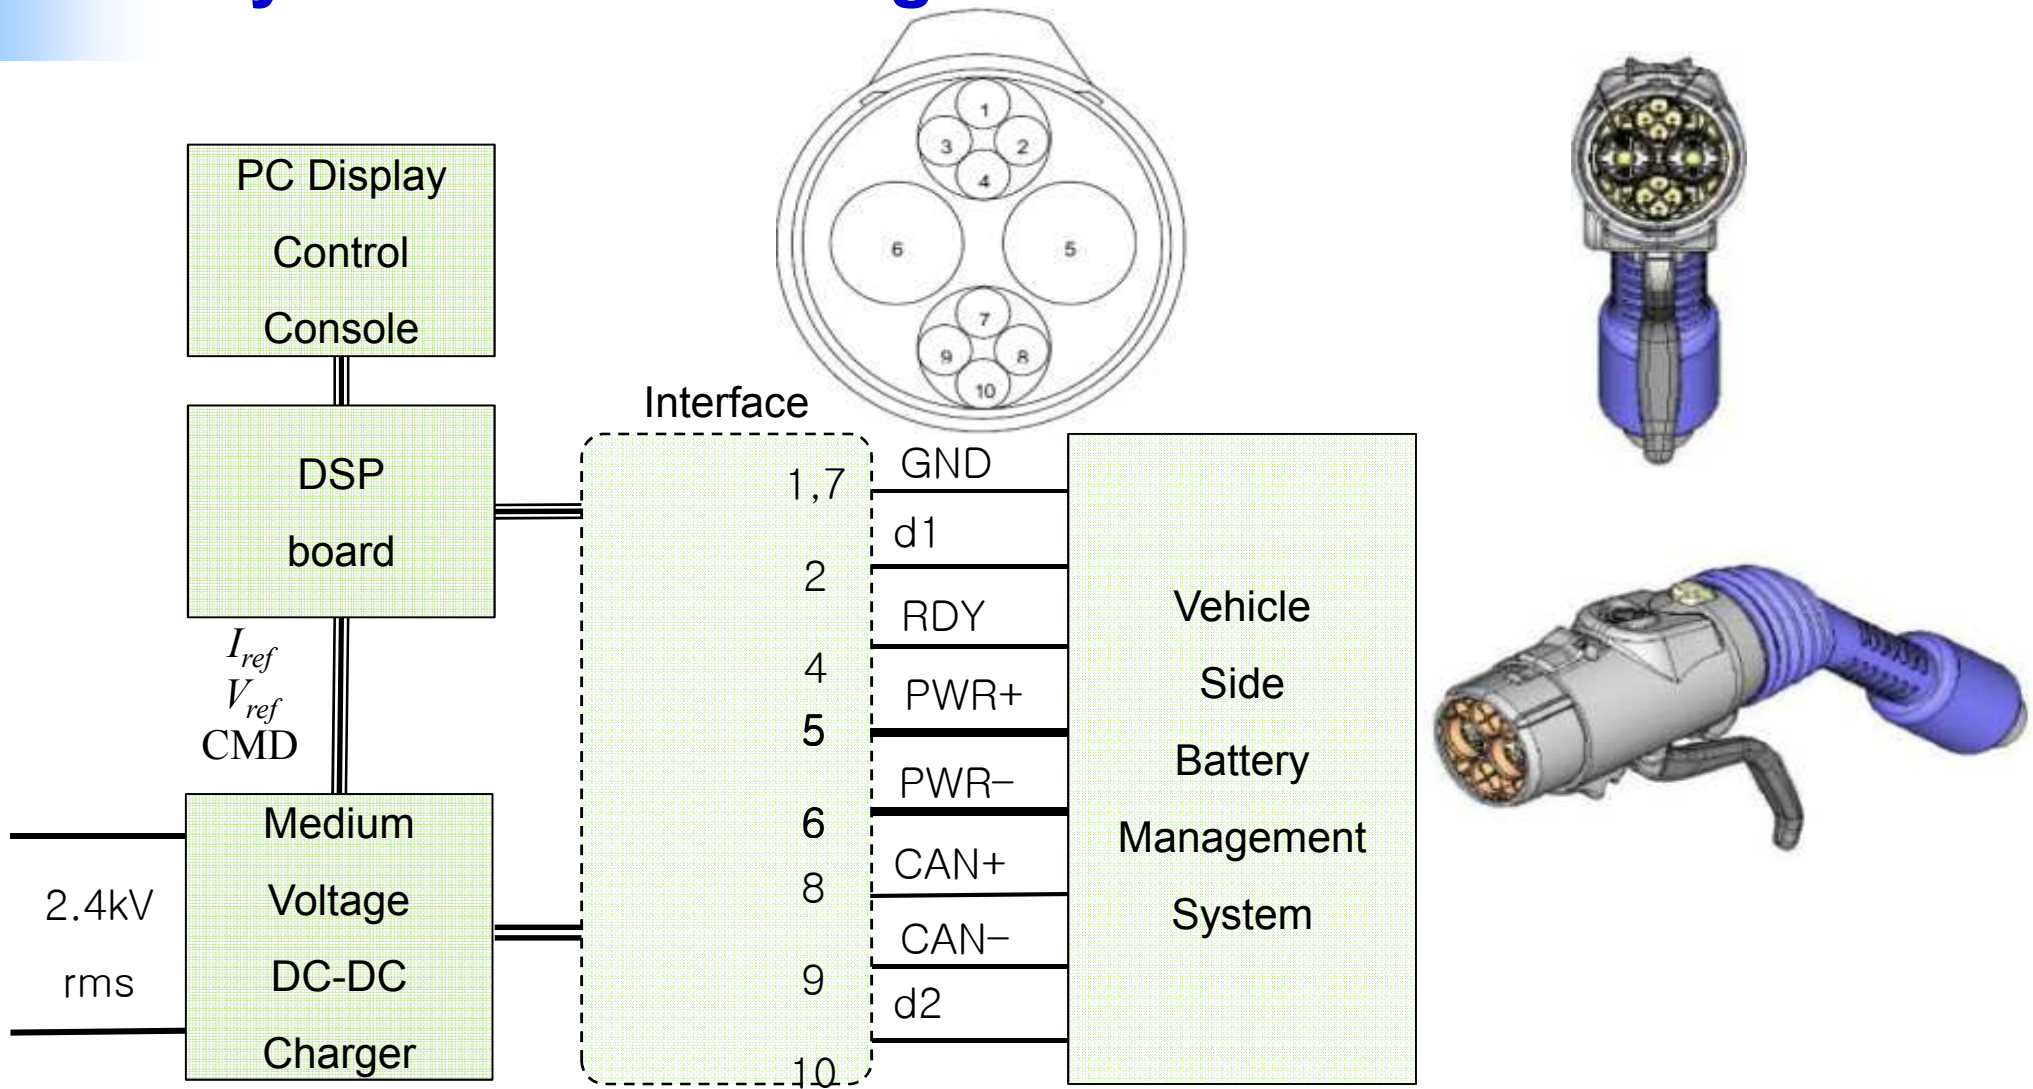 1
3
2
4
6
5
7
9
8
10
PC Display
Control
Console
DSP
board
I_ref
V_ref
CMD
2.4kV
rms
Medium
Voltage
DC-DC
Charger
Interface
1,7
2
4
5
6
8
9
10
GND
d1
RDY
PWR+
PWR-
CAN+
CAN-
d2
Vehicle
Side
Battery
Management
System